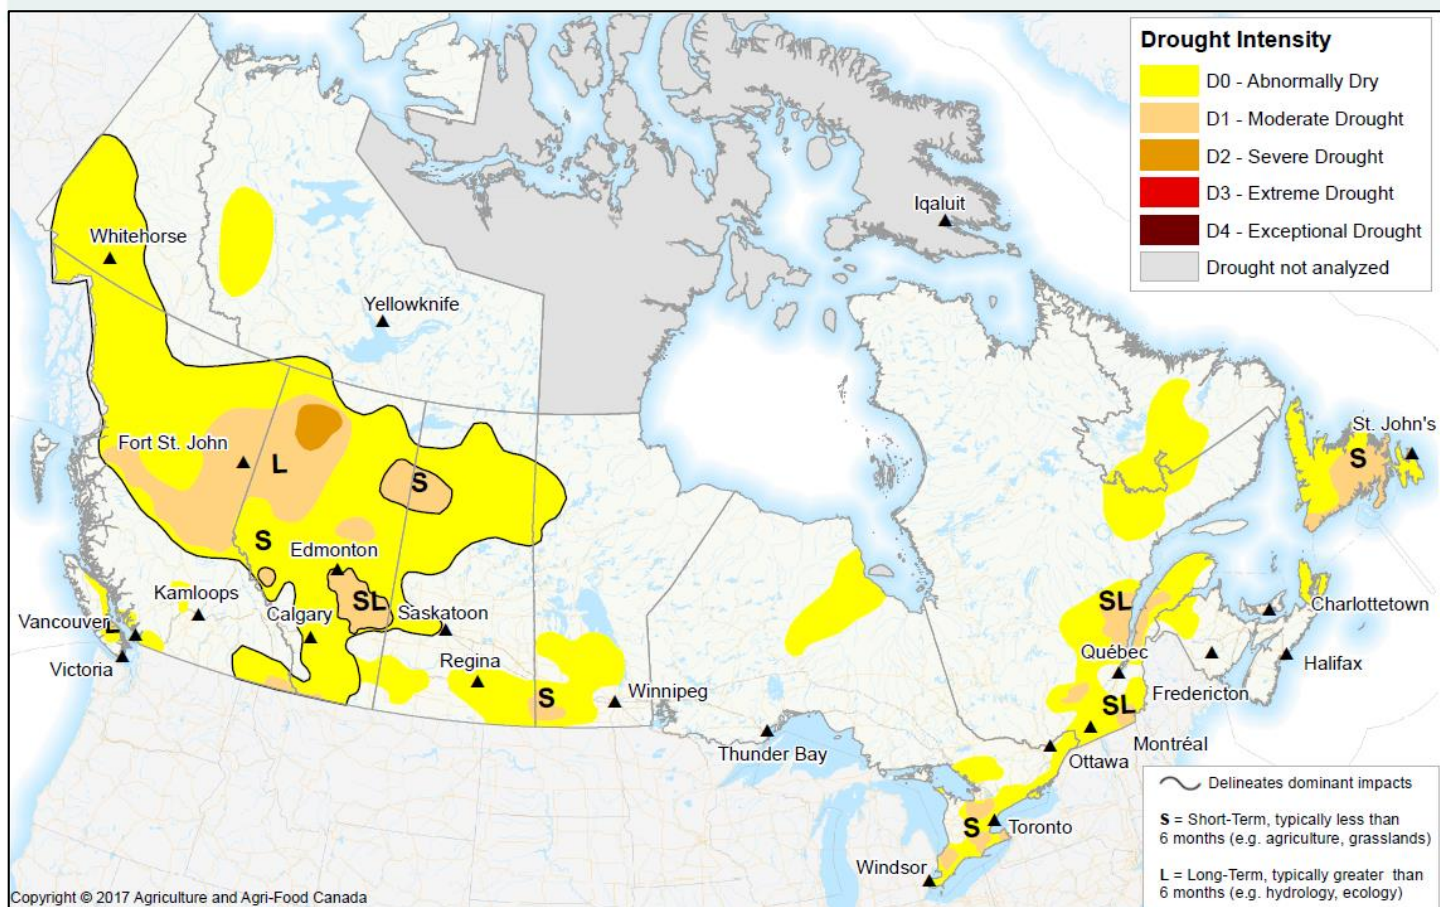 Drought Intensity
D0 - Abnormally Dry
D1 - Moderate Drought
D2 - Severe Drought
D3 - Extreme Drought
D4 - Exceptional Drought
Drought not analyzed
Iqaluit
Whitehorse
Yellowknife
Fort St. John
L
S
St. John's
S
S
Edmonton
Kamloops
SL
Calgary
Saskatoon
SL
Charlottetown
Vancouver
L
Victoria
Québec
Halifax
Regina
S
Winnipeg
Fredericton
SL
Thunder Bay
Montréal
Ottawa
S
Toronto
Windsor
Delineates dominant impacts
S = Short-Term, typically less than
6 months (e.g. agriculture, grasslands)
L = Long-Term, typically greater than
6 months (e.g. hydrology, ecology)
Copyright © 2017 Agriculture and Agri-Food Canada